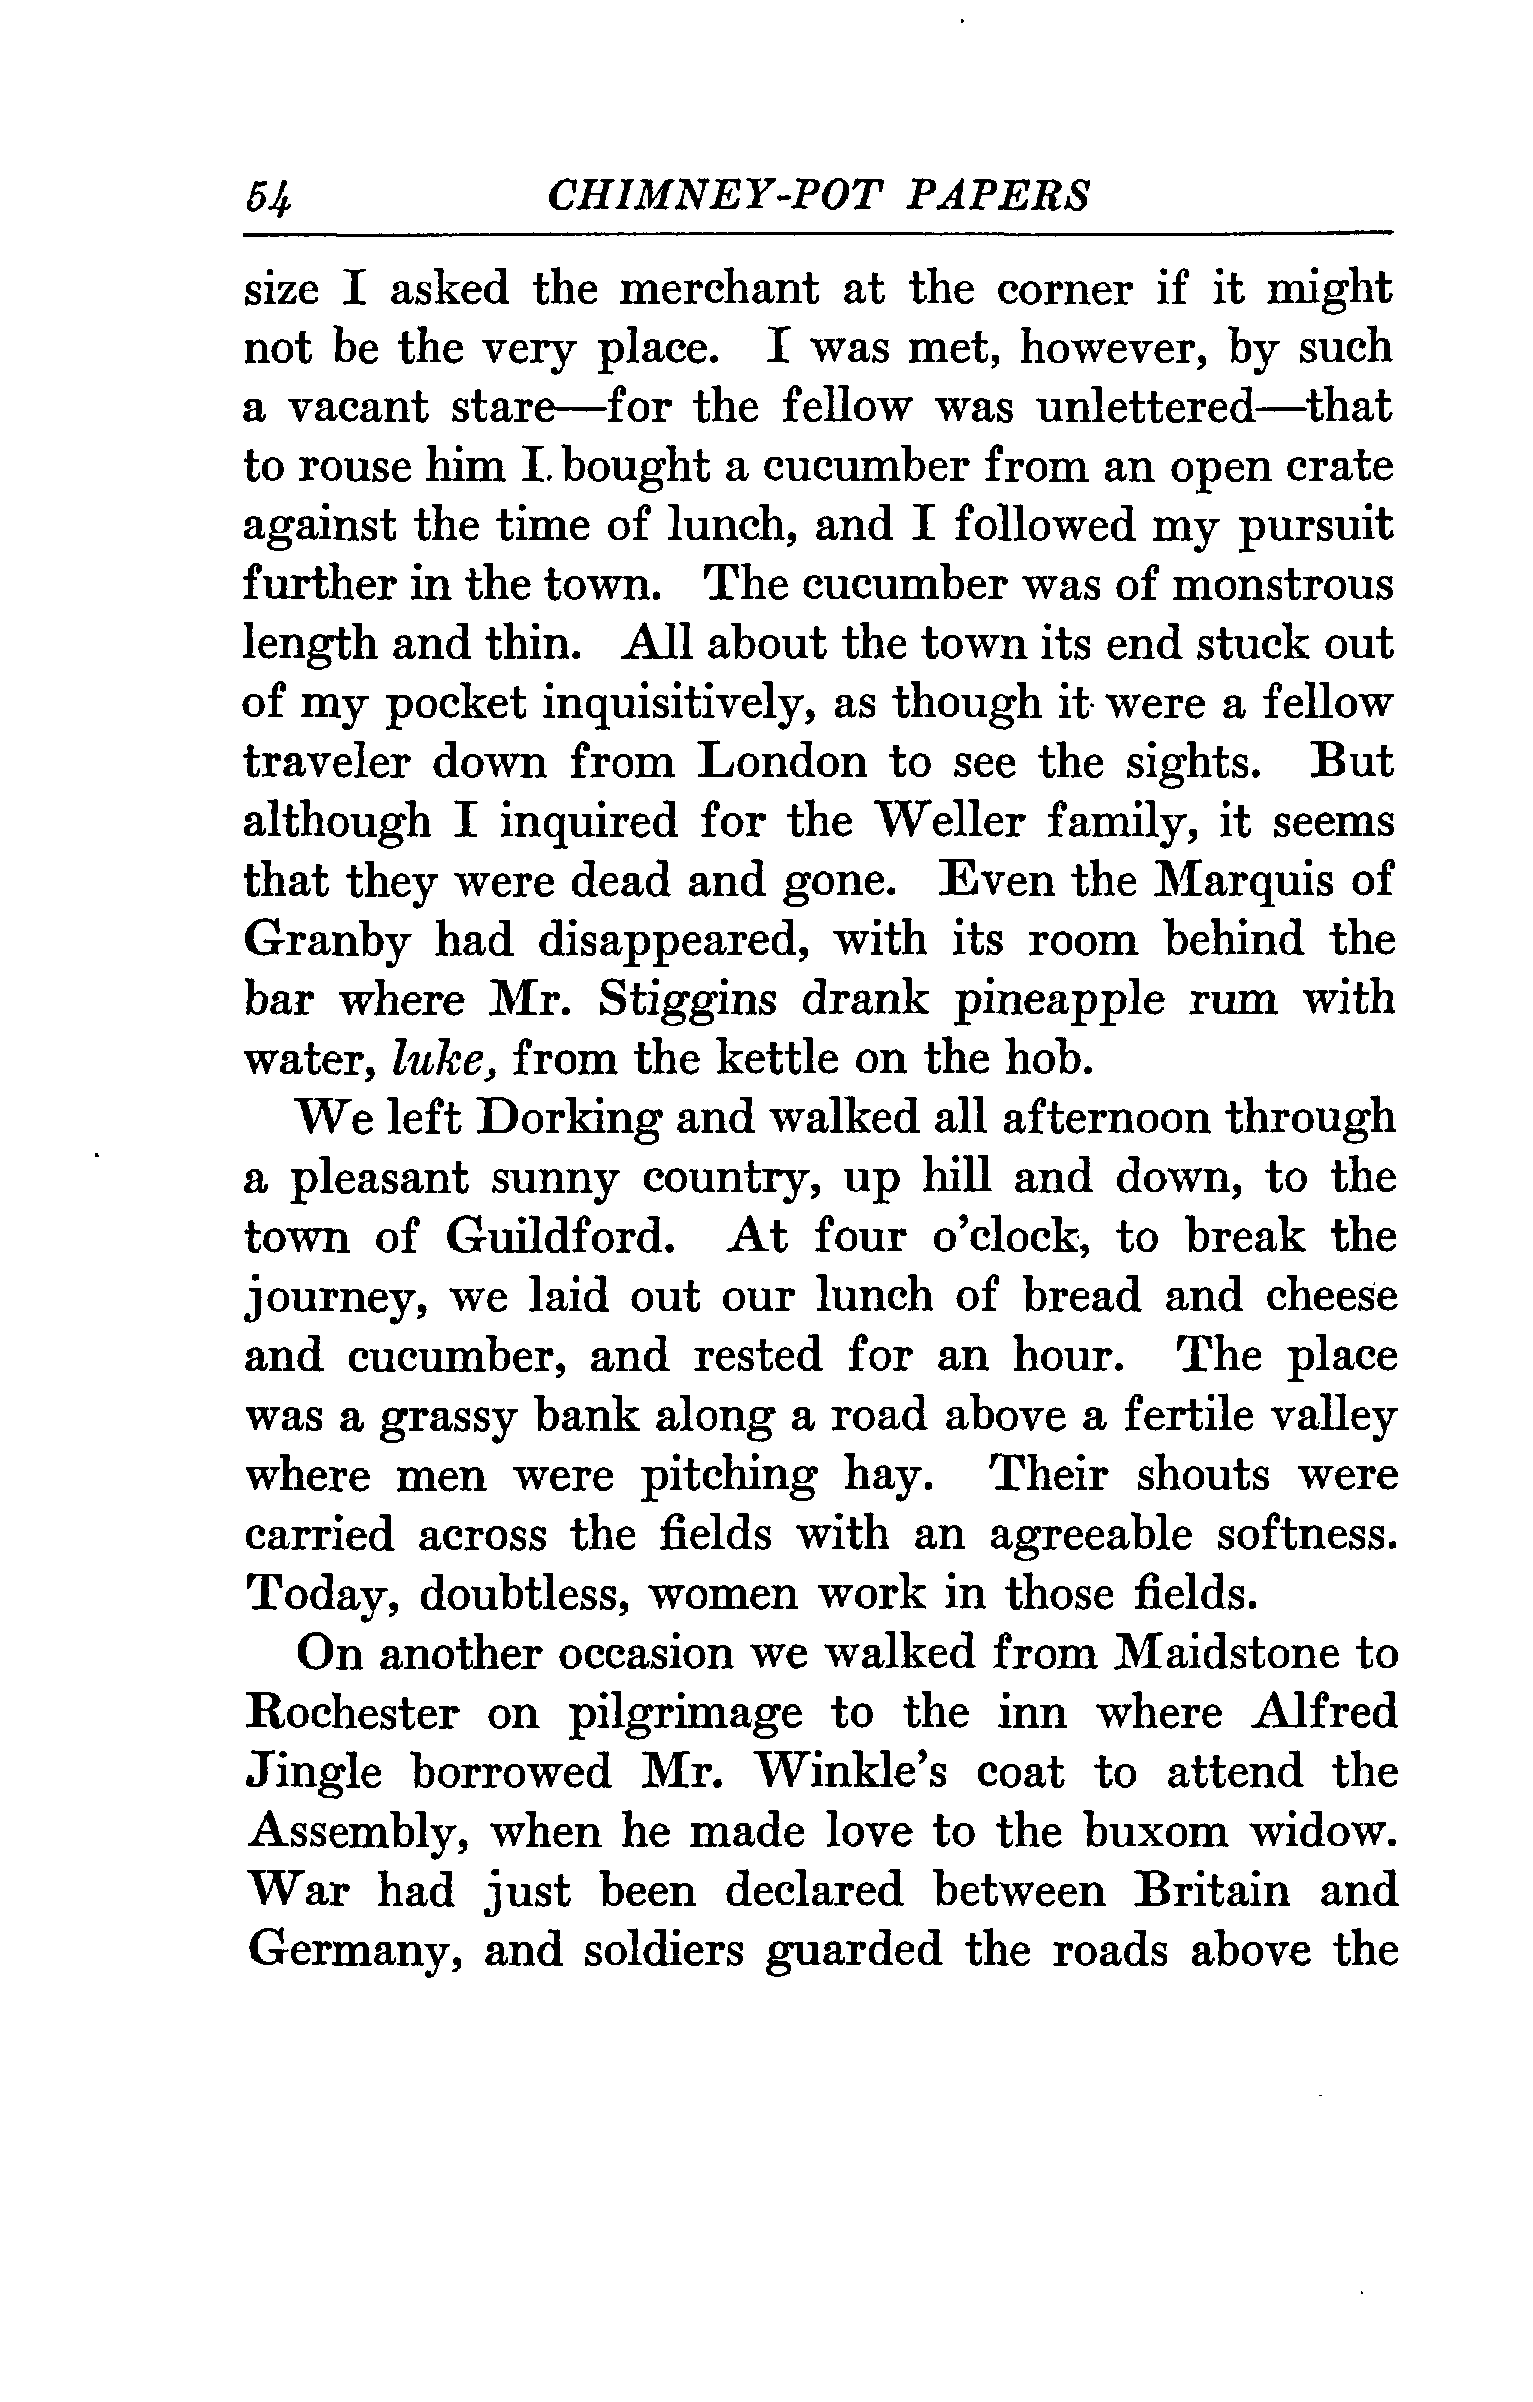 54 CHIMNEY-POT PAPERS
size I asked the merchant at the corner if it might
not be the very place. I was met, however, by such
a vacant stare—for the fellow was unlettered—that
to rouse him I bought a cucumber from an open crate
against the time of lunch, and I followed my pursuit
further in the town. The cucumber was of monstrous
length and thin. All about the town its end stuck out
of my pocket inquisitively, as though it were a fellow
traveler down from London to see the sights. But
although I inquired for the Weller family, it seems
that they were dead and gone. Even the Marquis of
Granby had disappeared, with its room behind the
bar where Mr. Stiggins drank pineapple rum with
water, luke, from the kettle on the hob.
We left Dorking and walked all afternoon through
a pleasant sunny country, up hill and down, to the
town of Guildford. At four o'clock, to break the
journey, we laid out our lunch of bread and cheese
and cucumber, and rested for an hour. The place
was a grassy bank along a road above a fertile valley
where men were pitching hay. Their shouts were
carried across the fields with an agreeable softness.
Today, doubtless, women work in those fields.
On another occasion we walked from Maidstone to
Rochester on pilgrimage to the inn where Alfred
Jingle borrowed Mr. Winkle's coat to attend the
Assembly, when he made love to the buxom widow.
War had just been declared between Britain and
Germany, and soldiers guarded the roads above the